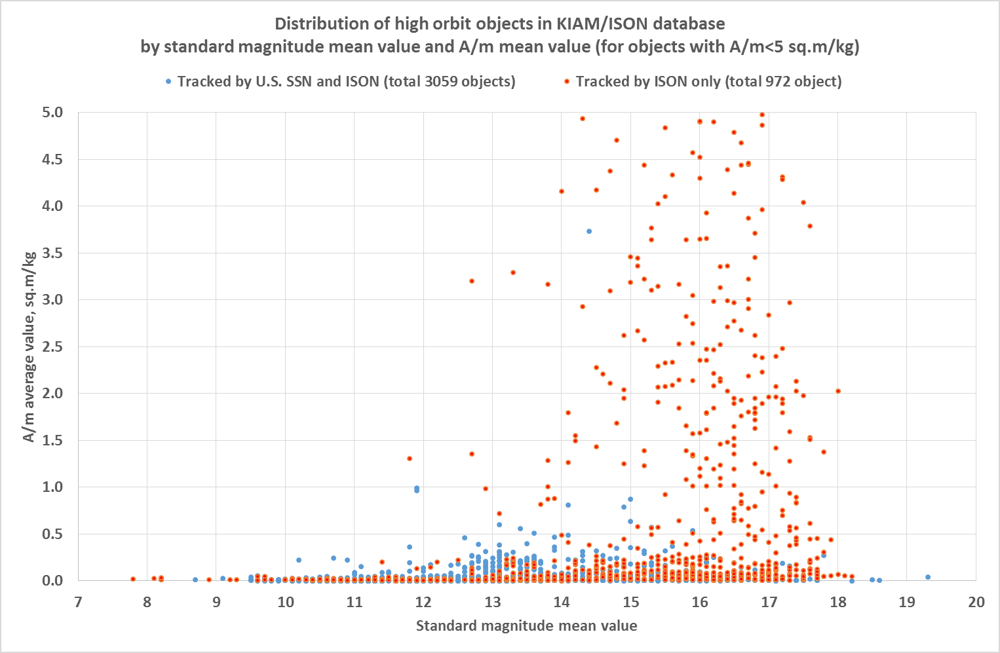 Distribution of high orbit objects in KIAM/ISON database
by standard magnitude mean value and A/m mean value (for objects with A/m<5 sq.m/kg)
Tracked by U.S. SSN and ISON (total 3059 objects)
Tracked by ISON only (total 972 object)
5.0
4.5
4.0
3.5
3.0
2.5
2.0
1.5
1.0
0.5
0.0
A/m average value, sq.m/kg
7 8 9 10 11 12 13 14 15 16 17 18 19 20
Standard magnitude mean value